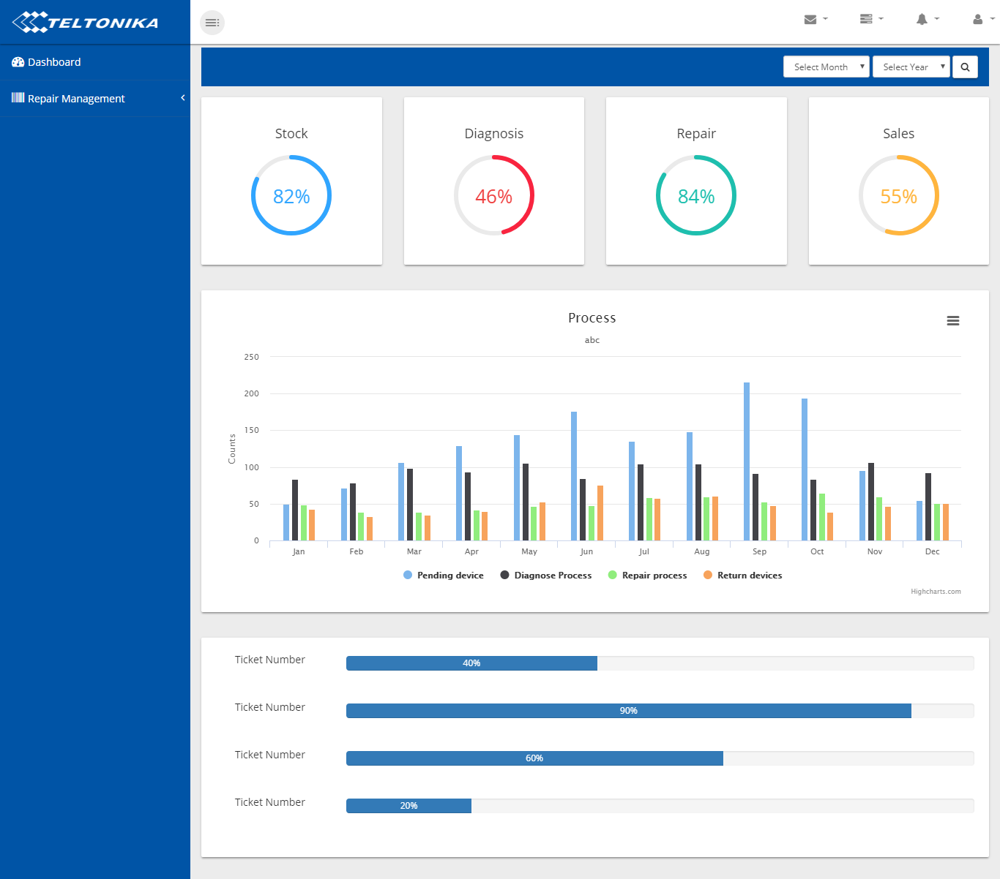 TELTONIKA
Dashboard
Repair Management
Select Month
Select Year
Stock
Diagnosis
Repair
Sales
82%
46%
84%
55%
Process
abc
250
200
150
100
50
0
Counts
Jan Feb Mar Apr May Jun Jul Aug Sep Oct Nov Dec
Pending device Diagnose Process Repair process Return devices
Highcharts.com
Ticket Number 40%
Ticket Number 90%
Ticket Number 60%
Ticket Number 20%